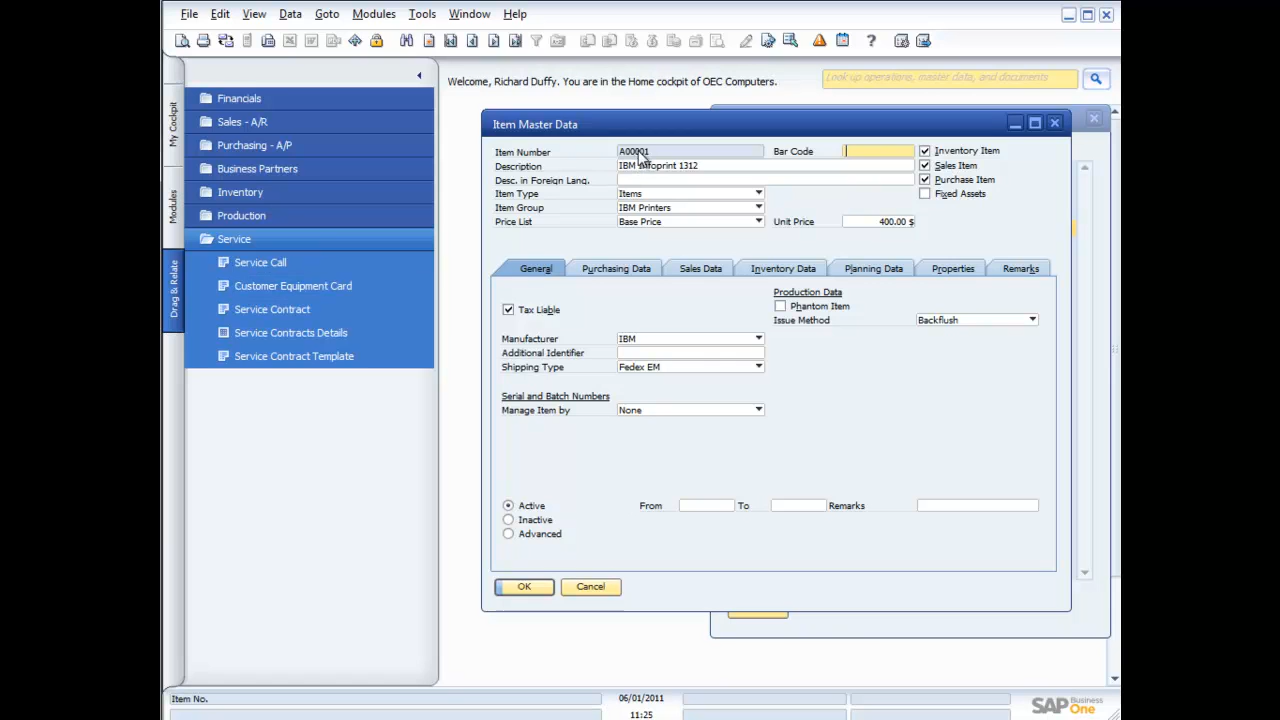 File Edit View Data Goto Modules Tools Window Help
Welcome, Richard Duffy. You are in the Home cockpit of OEC Computers.
Look up operations, master data, and documents
My Cockpit
Modules
Drag & Relate
Financials
Sales - A/R
Purchasing - A/P
Business Partners
Inventory
Production
Service
Service Call
Customer Equipment Card
Service Contract
Service Contracts Details
Service Contract Template
Item Master Data
Item Number A00001 Bar Code Inventory Item
Description IBM Infoprint 1312 Sales Item
Desc. in Foreign Lang. Purchase Item
Item Type Items Fixed Assets
Item Group IBM Printers
Price List Base Price Unit Price 400.00 $
General Purchasing Data Sales Data Inventory Data Planning Data Properties Remarks
Production Data
Tax Liable Phantom Item
Issue Method Backflush
Manufacturer IBM
Additional Identifier
Shipping Type Fedex EM
Serial and Batch Numbers
Manage Item by None
Active From To Remarks
Inactive
Advanced
OK Cancel
Item No. 06/01/2011
11:25
SAP Business One